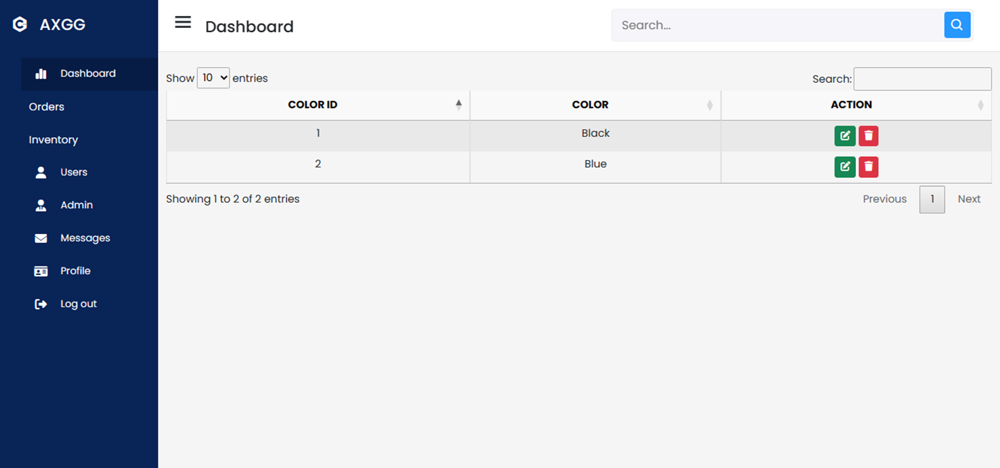 AXGG
Dashboard
Orders
Inventory
Users
Admin
Messages
Profile
Log out
Dashboard
Search...
Show 10 entries
Search:
COLOR ID COLOR ACTION
1 Black
2 Blue
Showing 1 to 2 of 2 entries
Previous 1 Next